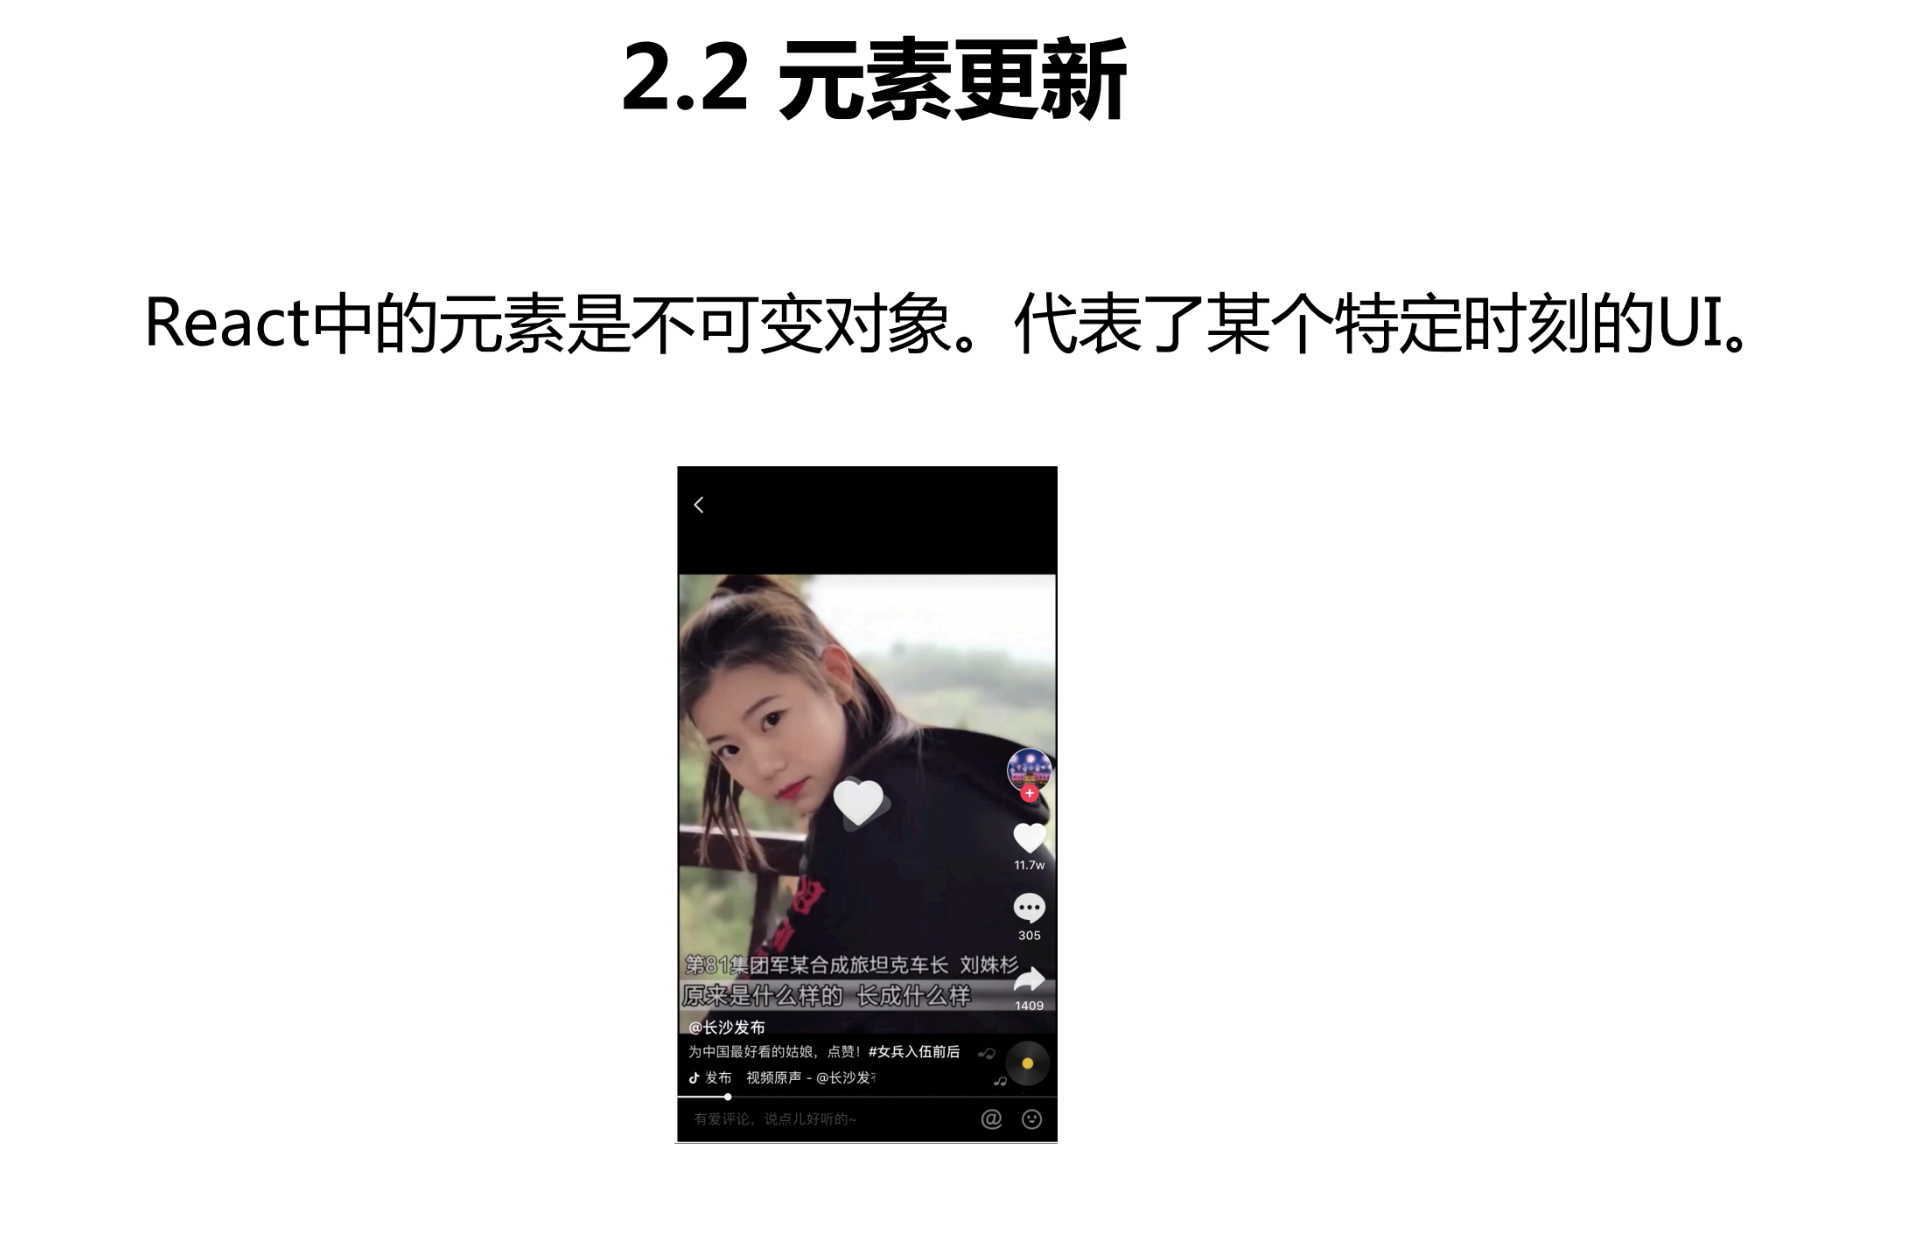 2.2 元素更新
React中的元素是不可变对象。代表了某个特定时刻的UI。
11.7w
305
第81集团军某合成旅坦克车长 刘姝杉
原来是什么样的 长成什么样
1409
@长沙发布
为中国最好看的姑娘，点赞！#女兵入伍前后
发布 视频原声 - @长沙发
有爱评论，说点儿好听的~